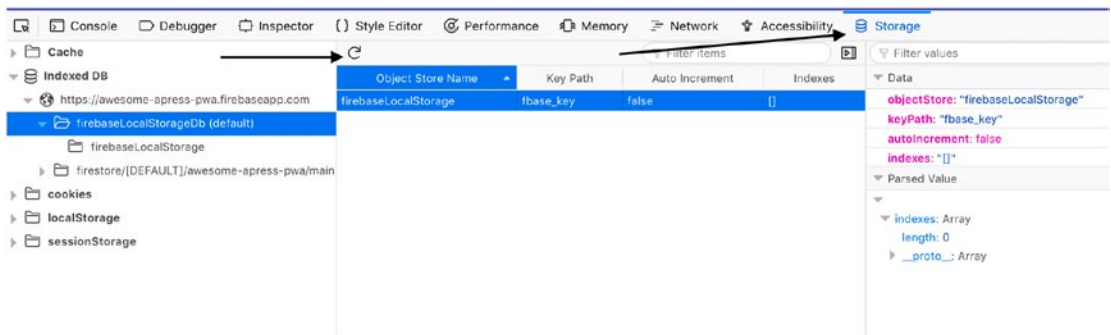 Console Debugger Inspector { } Style Editor Performance Memory Network Accessibility Storage
Cache
Indexed DB
https://awesome-apress-pwa.firebaseapp.com
firebaseLocalStorageDb (default)
firebaseLocalStorage
firestore/[DEFAULT]/awesome-apress-pwa/main
cookies
localStorage
sessionStorage
Filter items
Object Store Name Key Path Auto Increment Indexes
firebaseLocalStorage fbase_key false []
Filter values
Data
objectStore: "firebaseLocalStorage"
keyPath: "fbase_key"
autoIncrement: false
indexes: "[]"
Parsed Value
indexes: Array
length: 0
__proto__: Array